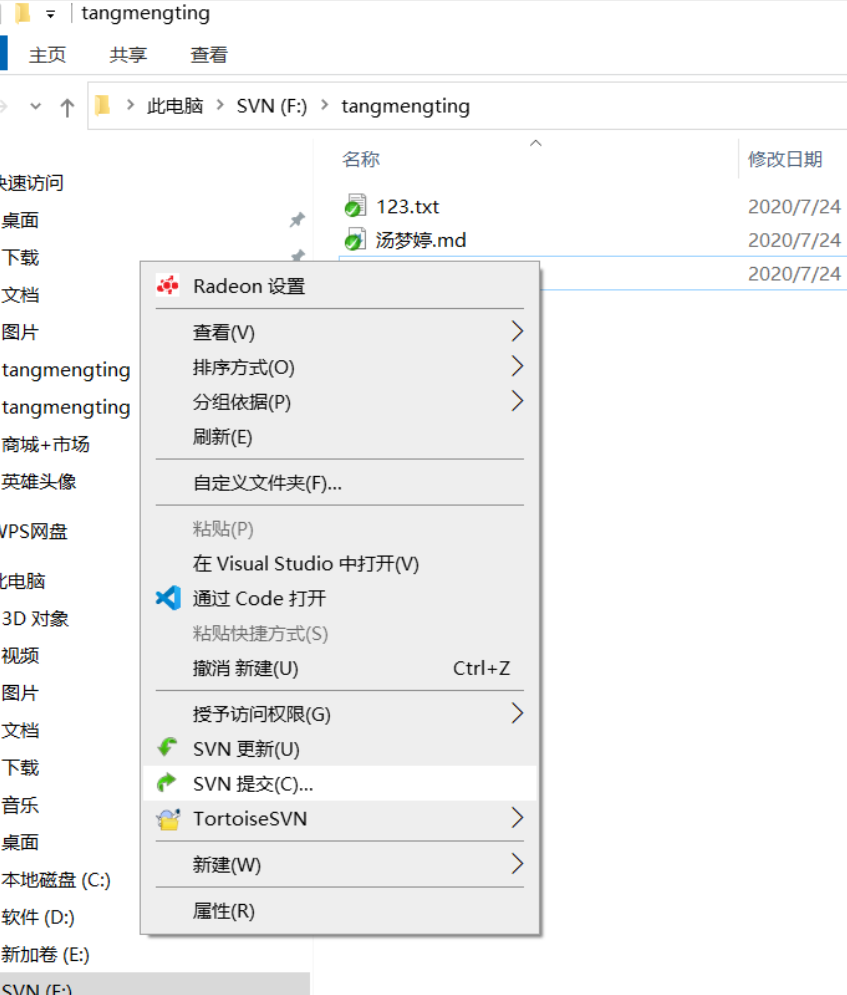 tangmengting
主页 共享 查看
此电脑 > SVN (F:) > tangmengting
名称 修改日期
快速访问
桌面
下载
文档
图片
tangmengting
tangmengting
商城+市场
英雄头像
WPS网盘
此电脑
3D 对象
视频
图片
文档
下载
音乐
桌面
本地磁盘 (C:)
软件 (D:)
新加卷 (E:)
SVN (F:)
123.txt 2020/7/24
汤梦婷.md 2020/7/24
2020/7/24
Radeon 设置
查看(V)
排序方式(O)
分组依据(P)
刷新(E)
自定义文件夹(F)...
粘贴(P)
在 Visual Studio 中打开(V)
通过 Code 打开
粘贴快捷方式(S)
撤消 新建(U) Ctrl+Z
授予访问权限(G)
SVN 更新(U)
SVN 提交(C)...
TortoiseSVN
新建(W)
属性(R)